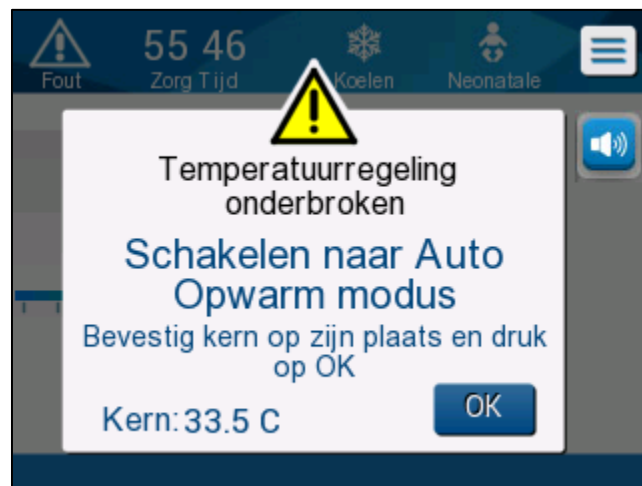 55 46
Fout
Zorg Tijd
Koelen
Neonatale
Temperatuurregeling
onderbroken
Schakelen naar Auto
Opwarm modus
Bevestig kern op zijn plaats en druk
op OK
Kern: 33.5 C
OK